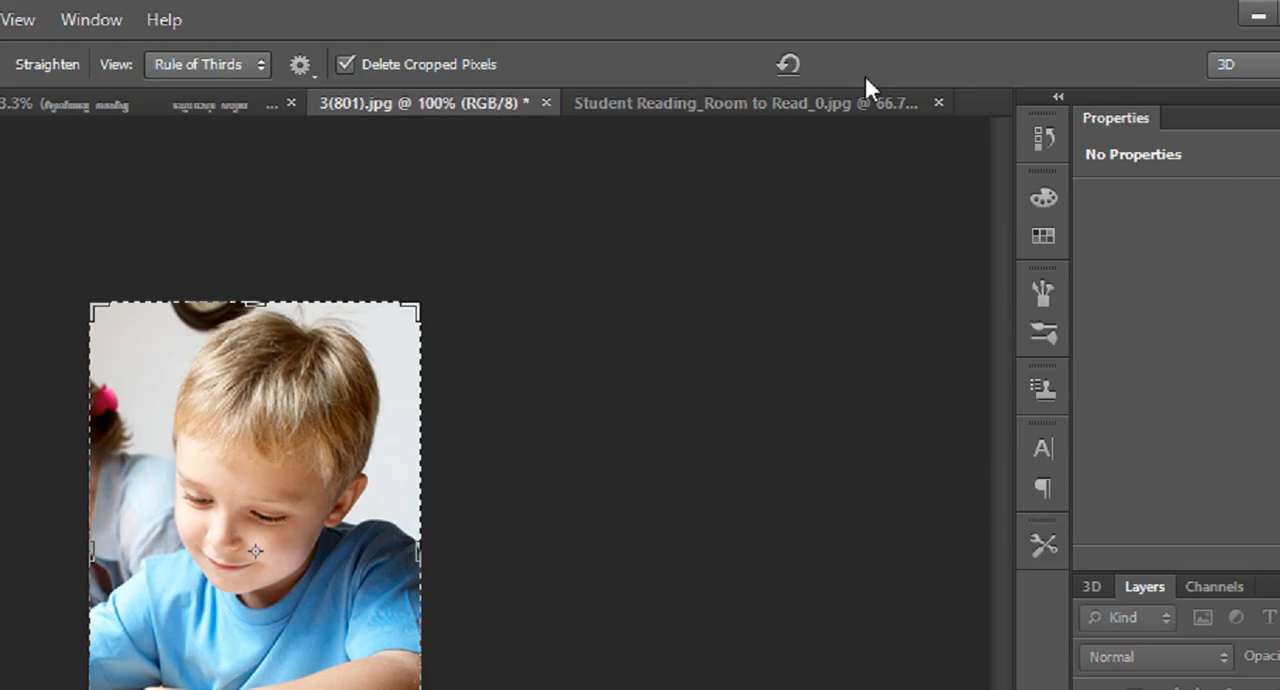 View Window Help
Straighten View: Rule of Thirds Delete Cropped Pixels 3D
3(801).jpg @ 100% (RGB/8) * × Student Reading_Room to Read_0.jpg @ 66.7... ×
Properties
No Properties
3D Layers Channels
Kind
Normal